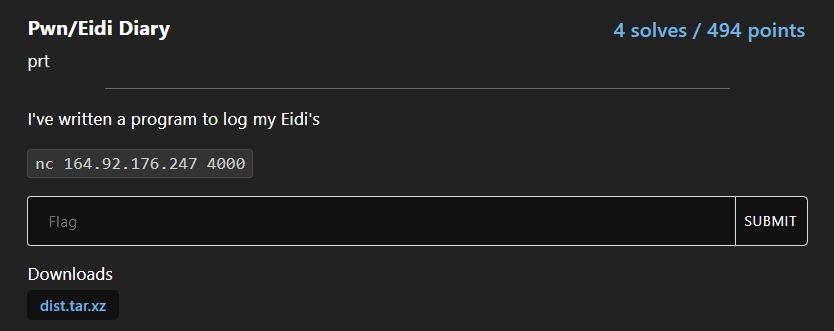 Pwn/Eidi Diary
4 solves / 494 points
prt
I've written a program to log my Eidi's
nc 164.92.176.247 4000
Flag
SUBMIT
Downloads
dist.tar.xz